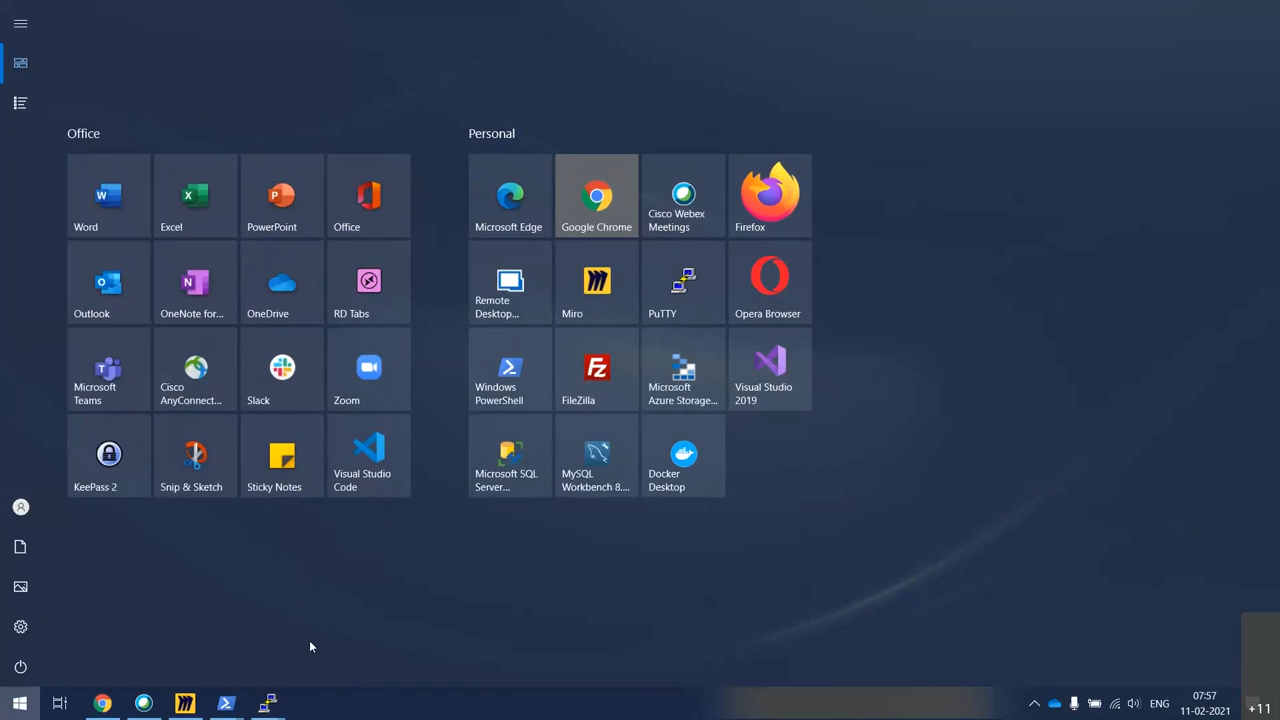 Office
Personal
Word
Excel
PowerPoint
Office
Microsoft Edge
Google Chrome
Cisco Webex
Meetings
Firefox
Outlook
OneNote for...
OneDrive
RD Tabs
Remote
Desktop...
Miro
PuTTY
Opera Browser
Microsoft
Teams
Cisco
AnyConnect...
Slack
Zoom
Windows
PowerShell
FileZilla
Microsoft
Azure Storage...
Visual Studio
2019
KeePass 2
Snip & Sketch
Sticky Notes
Visual Studio
Code
Microsoft SQL
Server...
MySQL
Workbench 8....
Docker
Desktop
ENG
07:57
11-02-2021
+11